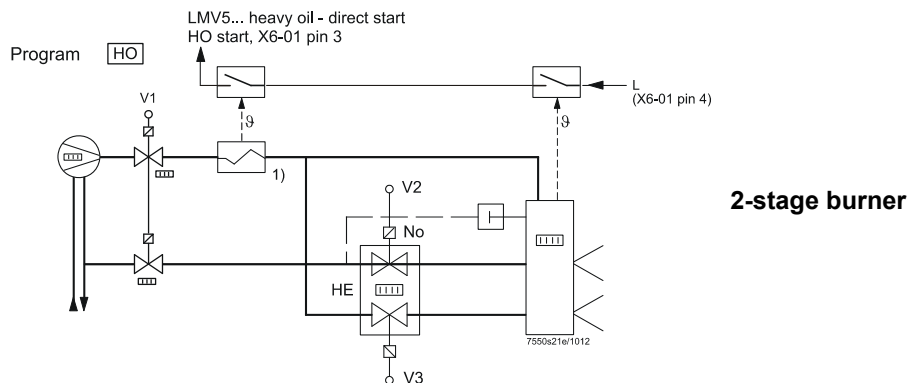 LMV5... heavy oil - direct start
HO start, X6-01 pin 3
Program HO
L
(X6-01 pin 4)
V1
ϑ
ϑ
1)
V2
No
HE
V3
7550s21e/1012
2-stage burner